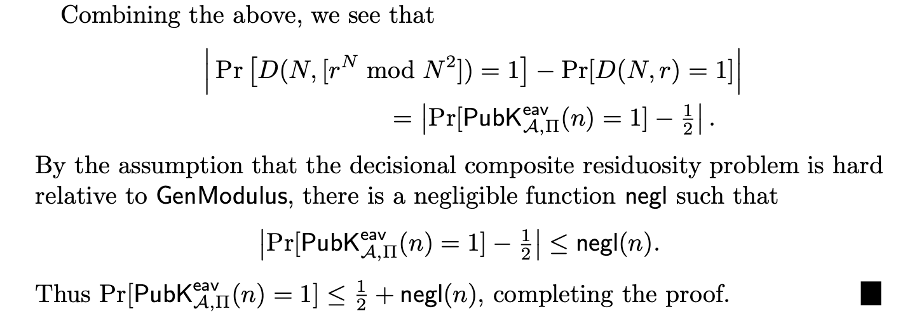 Combining the above, we see that
|Pr [D(N, [r^N mod N^2]) = 1] − Pr[D(N, r) = 1]|
= |Pr[PubK^eav_{𝒜,Π}(n) = 1] − 1/2| .
By the assumption that the decisional composite residuosity problem is hard
relative to GenModulus, there is a negligible function negl such that
|Pr[PubK^eav_{𝒜,Π}(n) = 1] − 1/2| ≤ negl(n).
Thus Pr[PubK^eav_{𝒜,Π}(n) = 1] ≤ 1/2 + negl(n), completing the proof. ■